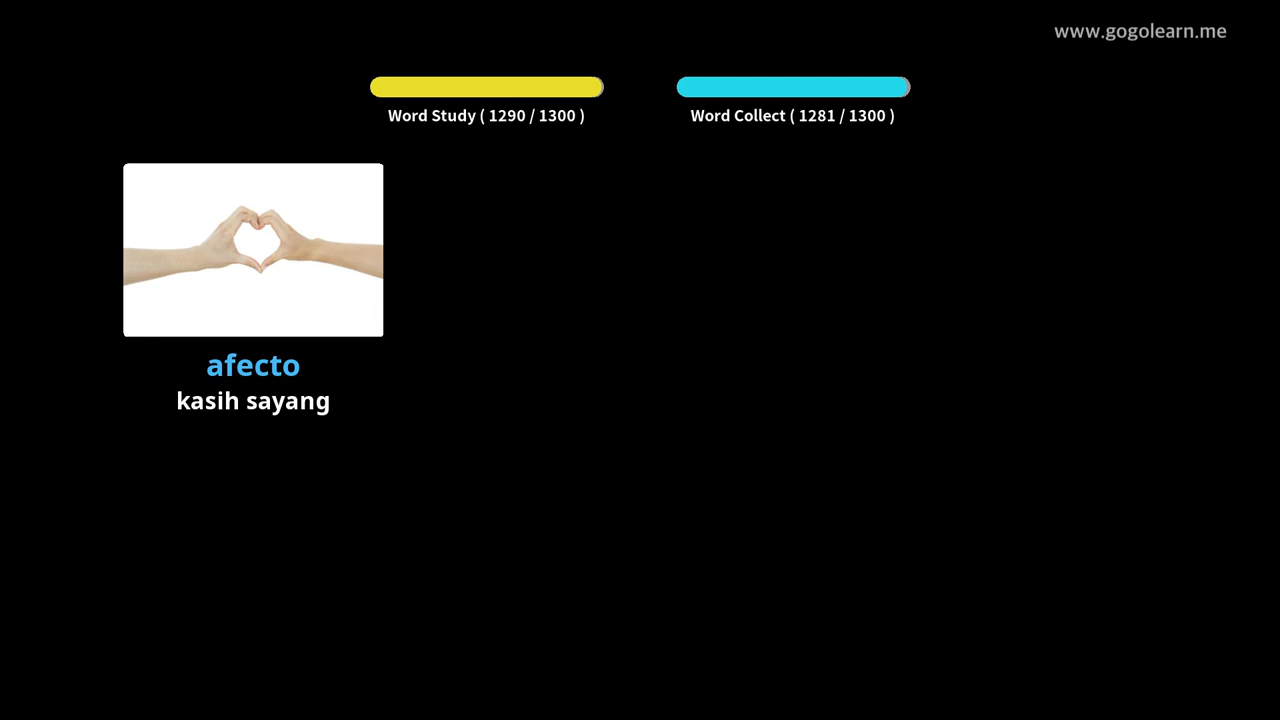 www.gogolearn.me
Word Study ( 1290 / 1300 )
Word Collect ( 1281 / 1300 )
afecto
kasih sayang